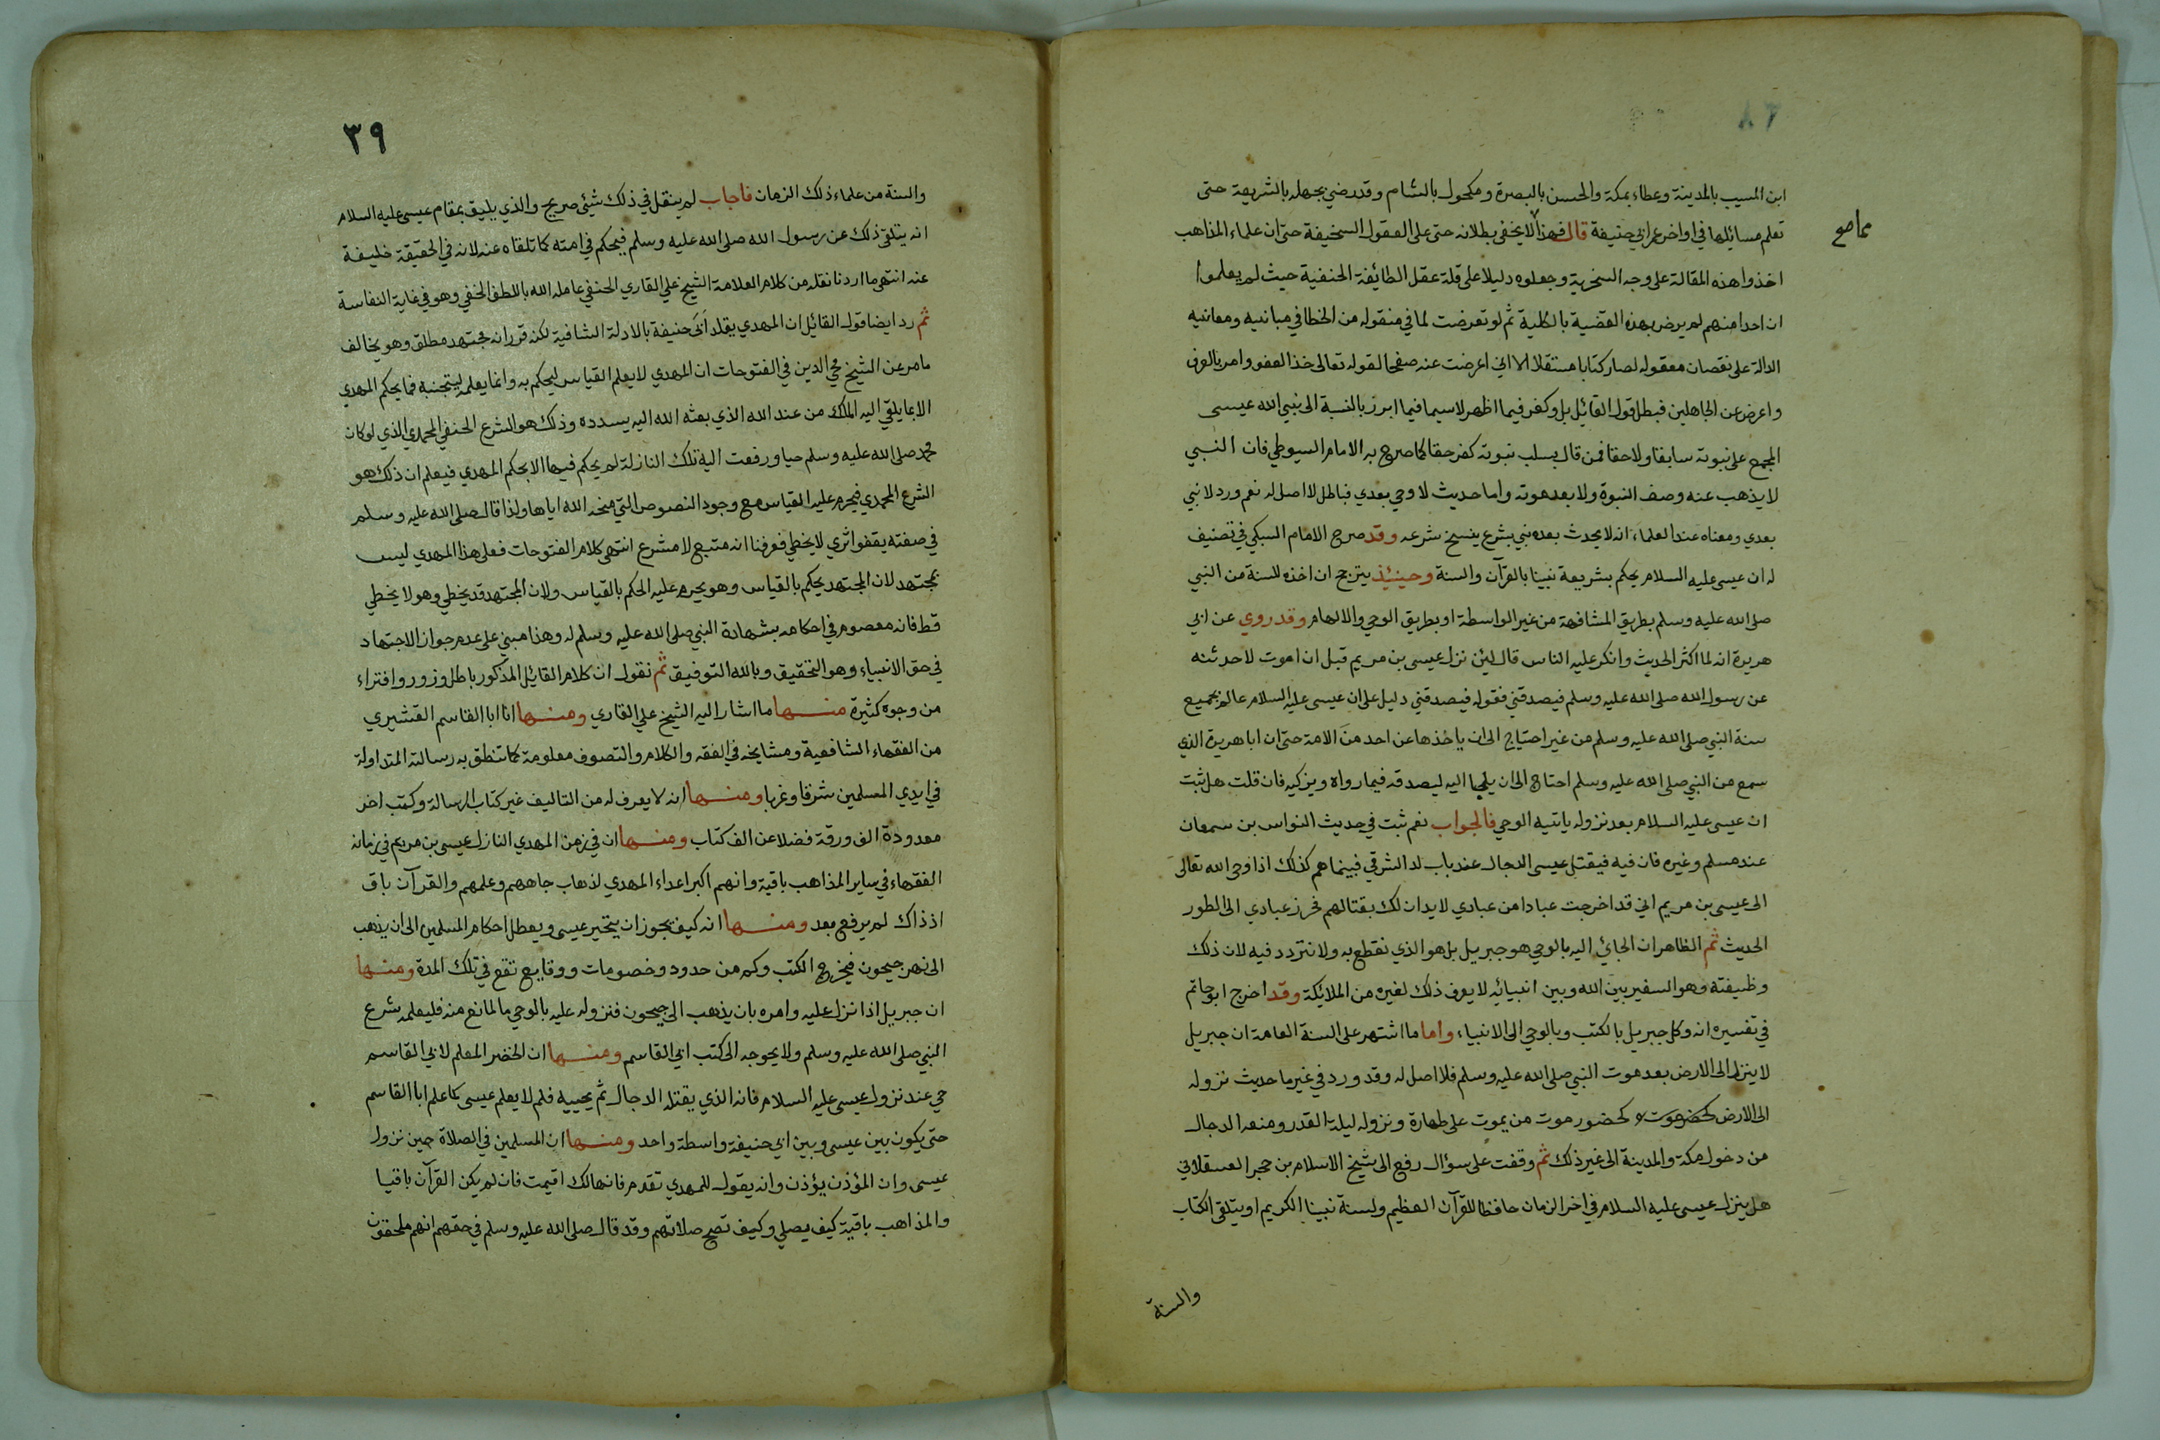 ابن المسيب بالمدينة وعطاء بمكة والحسن بالبصرة ومكحول بالشام وقد رضي بجهله بالشريعة حتى
تعلم مسائلها في اواخر عمر ابي حنيفة قال فهذا لا يخفى بطلانه حتى على العقول السخيفة حتى ان علماء المذاهب
مما صح
اخذوا هذه المقالة على وجه السخرية وجعلوه دليلا على قلة عقل الطائفة الحنفية حيث لم يعلموا
ان احدا منهم لم يرض بهذه القضية بالكلية ثم لو تعرضت لما في منقوله من الخطا في مبانيه ومعانيه
الدالة على نقصان معقوله لصار كتابا مستقلا الا اني اعرضت عنه صفحا لقوله تعالى خذ العفو وامر بالعرف
واعرض عن الجاهلين فبطل قول القائل بل وكفر فيما اظهر لاسيما فيما ابرز بالنسبة الى نبي الله عيسى
المجمع على نبوته سابقا ولاحقا فمن قال بسلب نبوته كفر حقا كما صرح به الامام السيوطي فان النبي
لا يذهب عنه وصف النبوة ولا بعد موته واما حديث لا وحي بعدي فباطل لا اصل له نعم ورد لا نبي
بعدي ومعناه عند العلماء انه لا يحدث بعده نبي بشرع ينسخ شرعه وقد صرح الامام السبكي في تصنيف
له ان عيسى عليه السلام يحكم بشريعة نبينا بالقرآن والسنة وحينئذ يترجح ان اخذه للسنة من النبي
صلى الله عليه وسلم بطريق المشافهة من غير الواسطة او بطريق الوحي والالهام وقد روي عن ابي
هريرة انه لما اكثر الحديث وانكر عليه الناس قال لئن نزل عيسى بن مريم قبل ان اموت لاحدثنه
عن رسول الله صلى الله عليه وسلم فيصدقني فقوله فيصدقني دليل على ان عيسى عليه السلام عالم بجميع
سنة النبي صلى الله عليه وسلم من غير احتياج الى ان ياخذها عن احد من الامة حتى ان ابا هريرة الذي
سمع من النبي صلى الله عليه وسلم احتاج الى ان يلجا اليه ليصدقه فيما رواه ويزكيه فان قلت هل ثبت
ان عيسى عليه السلام بعد نزوله ياتيه الوحي فالجواب نعم ثبت في حديث النواس بن سمعان
عند مسلم وغيره فان فيه فيقتل عيسى الدجال عند باب لد الشرقي فبينما هم كذلك اذ اوحى الله تعالى
الى عيسى بن مريم اني قد اخرجت عبادا من عبادي لا يدان لك بقتالهم فحرز عبادي الى الطور
الحديث ثم الظاهر ان الجائي اليه بالوحي هو جبريل بل هو الذي نقطع به ولا نتردد فيه لان ذلك
وظيفته وهو السفير بين الله وبين انبيائه لا يعرف ذلك لغيره من الملائكة وقد اخرج ابو حاتم
في تفسيره انه وكل جبريل بالكتب وبالوحي الى الانبياء واما ما اشتهر على السنة العامة ان جبريل
لا ينزل الى الارض بعد موت النبي صلى الله عليه وسلم فلا اصل له وقد ورد في غير ما حديث نزوله
الى الارض كحضور موت من يموت على طهارة ونزوله ليلة القدر ومنعه الدجال
من دخول مكة والمدينة الى غير ذلك ثم وقفت على سؤال رفع الى شيخ الاسلام بن حجر العسقلاني
هل ينزل عيسى عليه السلام في اخر الزمان حافظا للقرآن العظيم ولسنة نبينا الكريم او يتلقى الكتاب
والسنة
٣٩
والسنة من علماء ذلك الزمان فاجاب لم ينقل في ذلك شيئ صريح والذي يليق بمقام عيسى عليه السلام
انه يتلقى ذلك عن رسول الله صلى الله عليه وسلم فيحكم في امته كما تلقاه عنه لانه في الحقيقة خليفة
عنه انتهى ما اردنا نقله من كلام العلامة الشيخ علي القاري الحنفي عامله الله باللطف الخفي وهو في غاية النفاسة
ثم رد ايضا قول القائل ان المهدي يقلد ابى حنيفة بالادلة الشافية لكنه قرر انه مجتهد مطلق وهو يخالف
ما مر عن الشيخ محي الدين في الفتوحات ان المهدي لا يعلم القياس ليحكم به وانما يعلمه ليتجنبه فما يحكم المهدي
الا بما يلقي اليه الملك من عند الله الذي بعثه الله اليه يسدده وذلك هو الشرع الحنفي المحمدي الذي لو كان
محمد صلى الله عليه وسلم حيا ورفعت الية تلك النازلة لم يحكم فيها الا بحكم المهدي فيعلم ان ذلك هو
الشرع المحمدي فيحرم عليه القياس مع وجود النصوص التي منحه الله اياها ولذا قال صلى الله عليه وسلم
في صفته يقفو اثري لا يخطي فعرفنا انه متبع لا مشرع انتهى كلام الفتوحات فعلى هذا المهدي ليس
بمجتهد لان المجتهد يحكم بالقياس وهو يحرم عليه الحكم بالقياس ولان المجتهد قد يخطي وهو لا يخطي
قط فانه معصوم في احكامه بشهادة النبي صلى الله عليه وسلم له وهذا مبني على عدم جواز الاجتهاد
في حق الانبياء وهو التحقيق وبالله التوفيق ثم نقول ان كلام القائل المذكور باطل وزور وافتراء
من وجوه كثيرة منها ما اشار اليه الشيخ علي القاري ومنها ان ابا القاسم القشيري
من الفقهاء الشافعية ومشايخه في الفقه والكلام والتصوف معلومة كما تنطق به رسالته المتداولة
في ايدي المسلمين شرقا وغربا ومنها انه لا يعرف له من التاليف غير كتاب الرسالة وكتب اخر
معدودة الف ورقة فضلا عن الف كتاب ومنها ان في زمن المهدي النازل عيسى بن مريم في زمانه
الفقهاء في ساير المذاهب باقية وانهم اكبر اعداء المهدي لذهاب جاههم وعلمهم والقرآن باق
اذ ذاك لم يرفع بعد ومنها انه كيف يجوز ان يتحير عيسى ويعطل احكام المسلمين الى ان يذهب
الى نهر جيحون فيخرج الكتب وكم من حدود وخصومات ووقايع تقع في تلك المدة ومنها
ان جبريل اذا نزل عليه وامره بان يذهب الى جيحون فنزوله عليه بالوحي ما المانع منه فليعلمه شرع
النبي صلى الله عليه وسلم ولا يحوجه الى كتب ابي القاسم ومنها ان الخضر المعلم لابي القاسم
حي عند نزول عيسى عليه السلام فانه الذي يقتله الدجال ثم يحييه فلم لا يعلم عيسى كما علم ابا القاسم
حتى يكون بين عيسى وبين ابي حنيفة واسطة واحد ومنها ان المسلمين في الصلاة حين نزول
عيسى وان المؤذن يؤذن وانه يقول للمهدي تقدم فانها لك اقيمت فان لم يكن القرآن باقيا
والمذاهب باقية كيف يصلي وكيف تصح صلاتهم وقد قال صلى الله عليه وسلم في حقهم انهم ملحقون